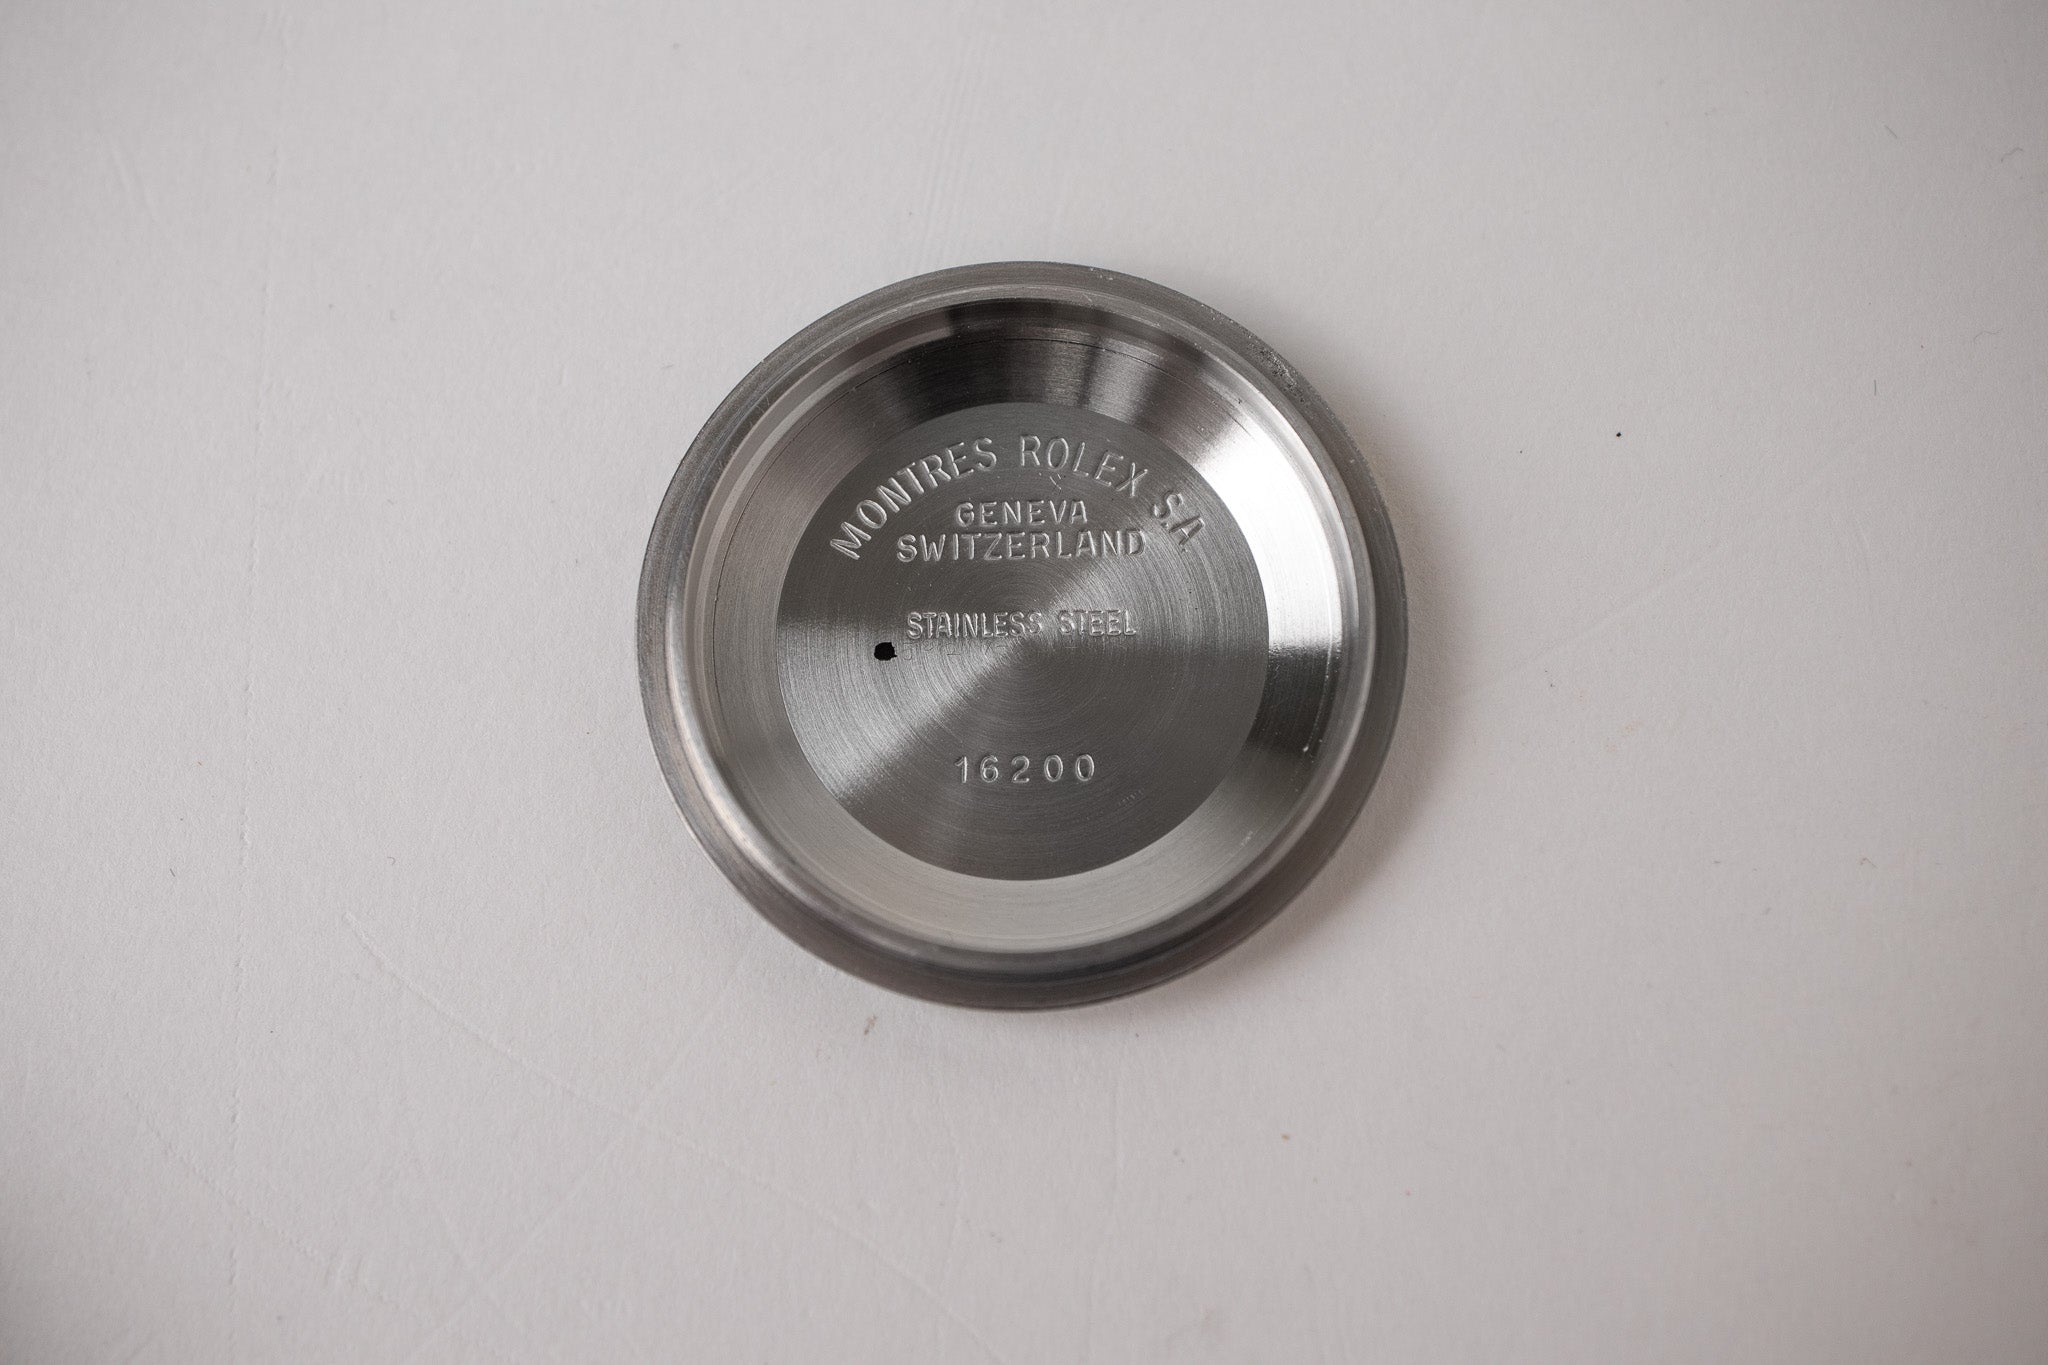 MONTRES ROLEX S.A
GENEVA
SWITZERLAND
STAINLESS STEEL
16200